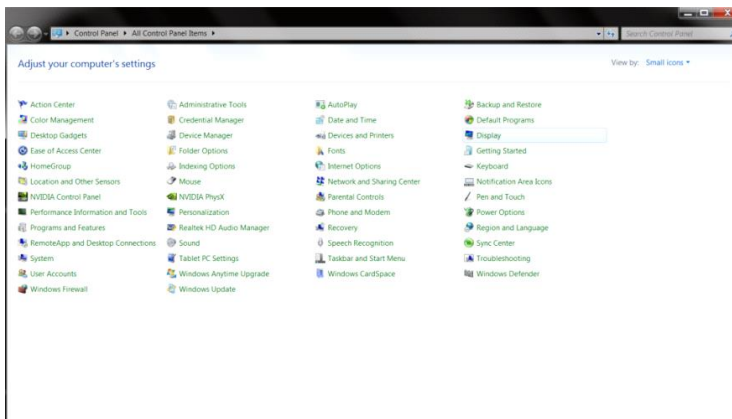 Control Panel ▸ All Control Panel Items ▸
Search Control Panel
Adjust your computer's settings
View by: Small icons
Action Center Administrative Tools AutoPlay Backup and Restore
Color Management Credential Manager Date and Time Default Programs
Desktop Gadgets Device Manager Devices and Printers Display
Ease of Access Center Folder Options Fonts Getting Started
HomeGroup Indexing Options Internet Options Keyboard
Location and Other Sensors Mouse Network and Sharing Center Notification Area Icons
NVIDIA Control Panel NVIDIA PhysX Parental Controls Pen and Touch
Performance Information and Tools Personalization Phone and Modem Power Options
Programs and Features Realtek HD Audio Manager Recovery Region and Language
RemoteApp and Desktop Connections Sound Speech Recognition Sync Center
System Tablet PC Settings Taskbar and Start Menu Troubleshooting
User Accounts Windows Anytime Upgrade Windows CardSpace Windows Defender
Windows Firewall Windows Update